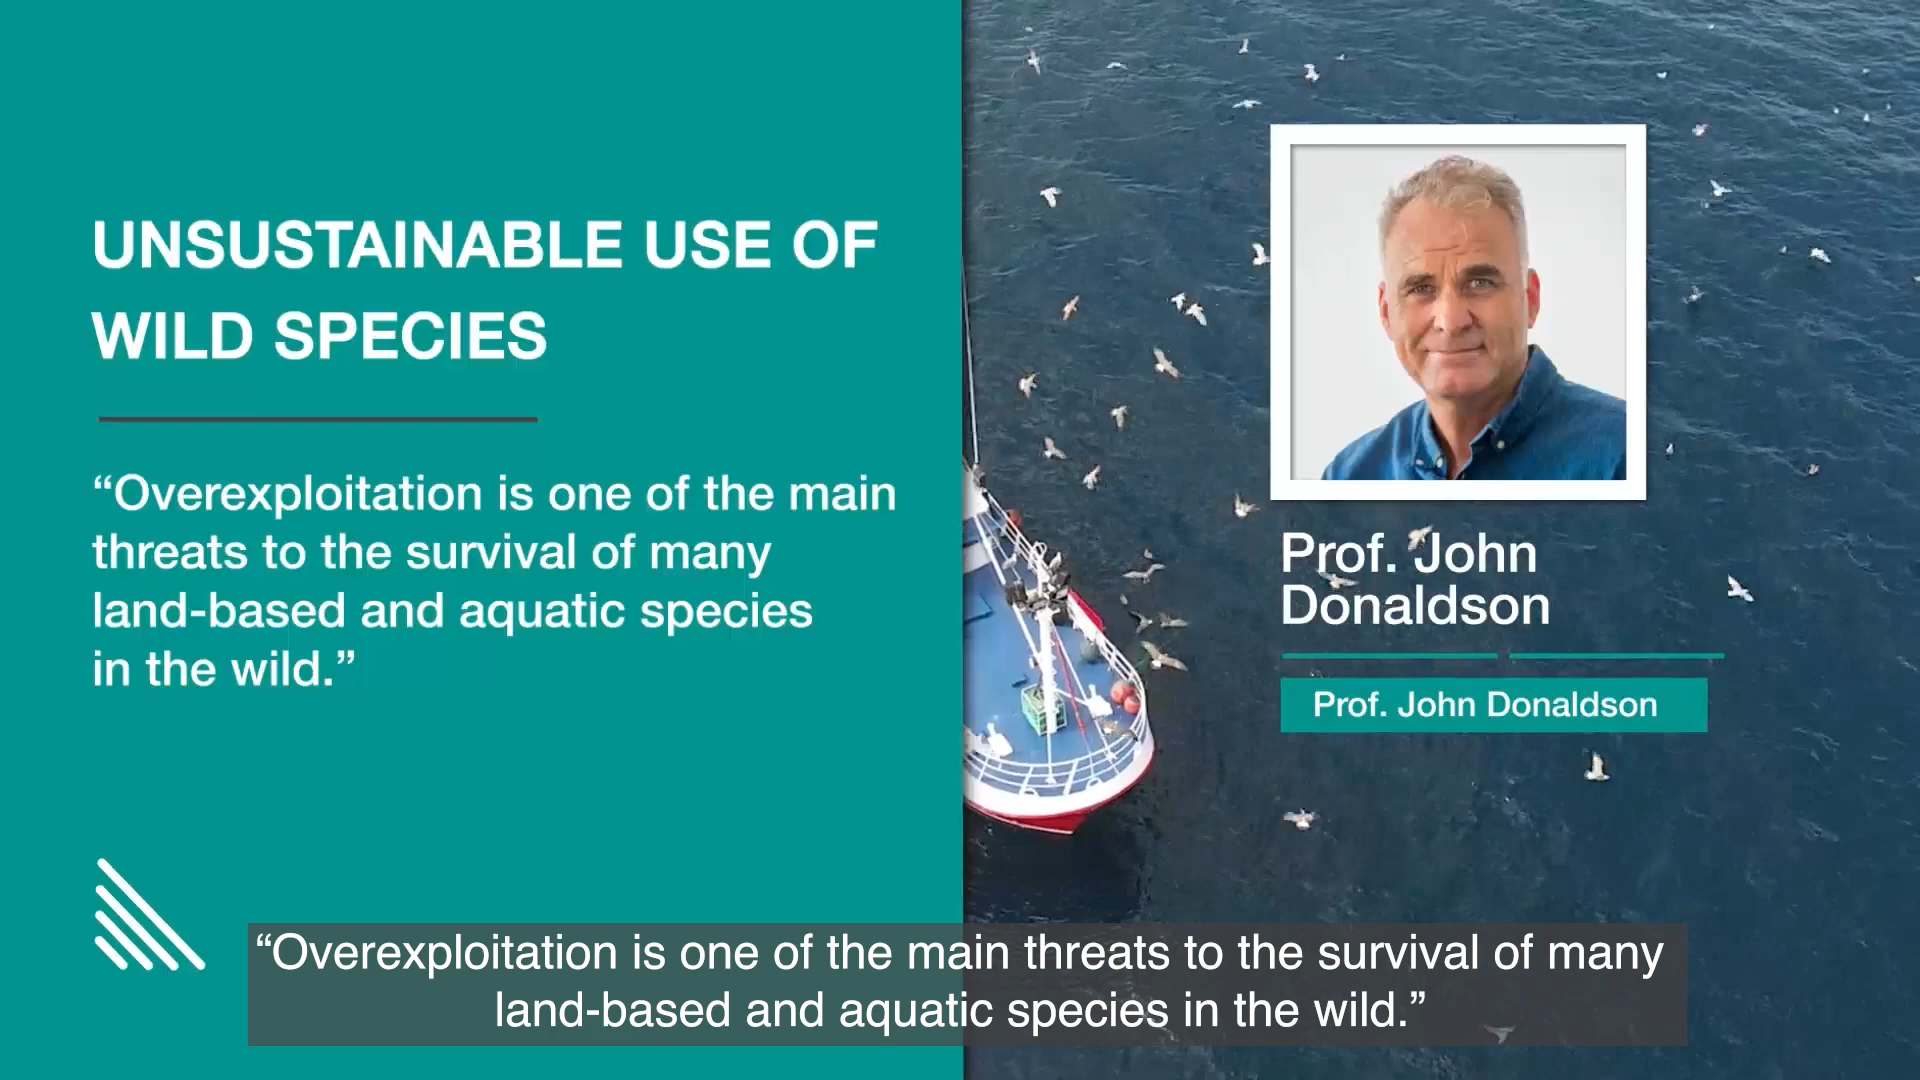 UNSUSTAINABLE USE OF
WILD SPECIES
“Overexploitation is one of the main
threats to the survival of many
land-based and aquatic species
in the wild.”
Prof. John
Donaldson
Prof. John Donaldson
“Overexploitation is one of the main threats to the survival of many
land-based and aquatic species in the wild.”